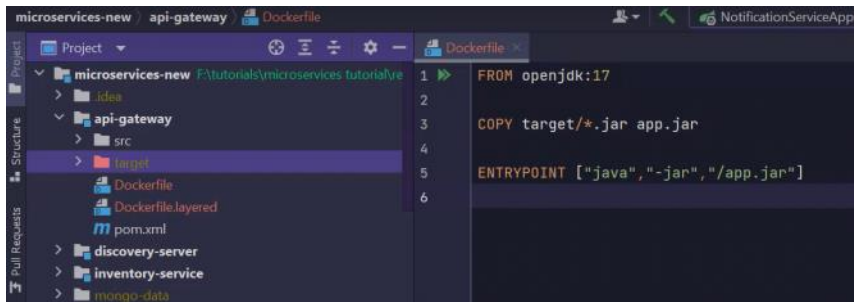 microservices-new api-gateway Dockerfile NotificationServiceApp
Project
Dockerfile
Project
microservices-new F:\tutorials\microservices tutorial\re
.idea
api-gateway
src
target
Dockerfile
Dockerfile.layered
pom.xml
discovery-server
inventory-service
mongo-data
Structure
Pull Requests
1 FROM openjdk:17
2
3 COPY target/*.jar app.jar
4
5 ENTRYPOINT ["java","-jar","/app.jar"]
6